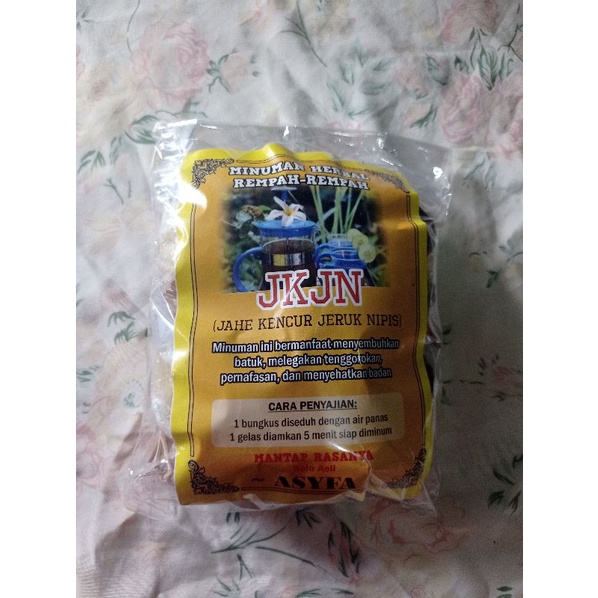 MINUMAN HERBAL
REMPAH-REMPAH
JKJN
(JAHE KENCUR JERUK NIPIS)
Minuman ini bermanfaat menyembuhkan
batuk, melegakan tenggorokan,
pernafasan, dan menyehatkan badan
CARA PENYAJIAN:
1 bungkus diseduh dengan air panas
1 gelas diamkan 5 menit siap diminum
MANTAP RASANYA
Solo Asli
~ ASYFA